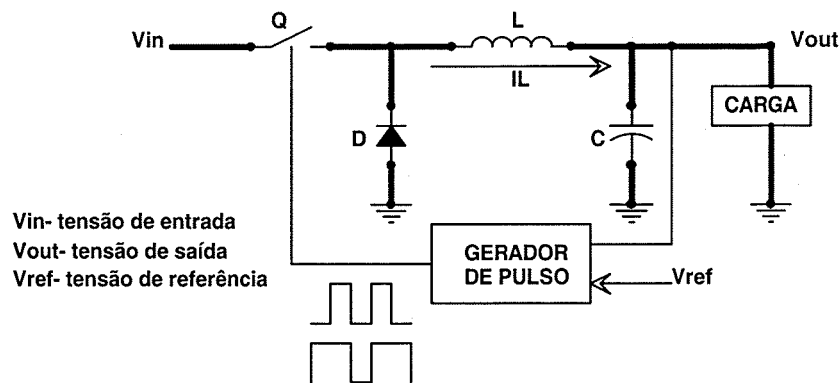 Q
L
Vin
Vout
IL
CARGA
D
C
Vin- tensão de entrada
Vout- tensão de saída
Vref- tensão de referência
GERADOR
DE PULSO
Vref